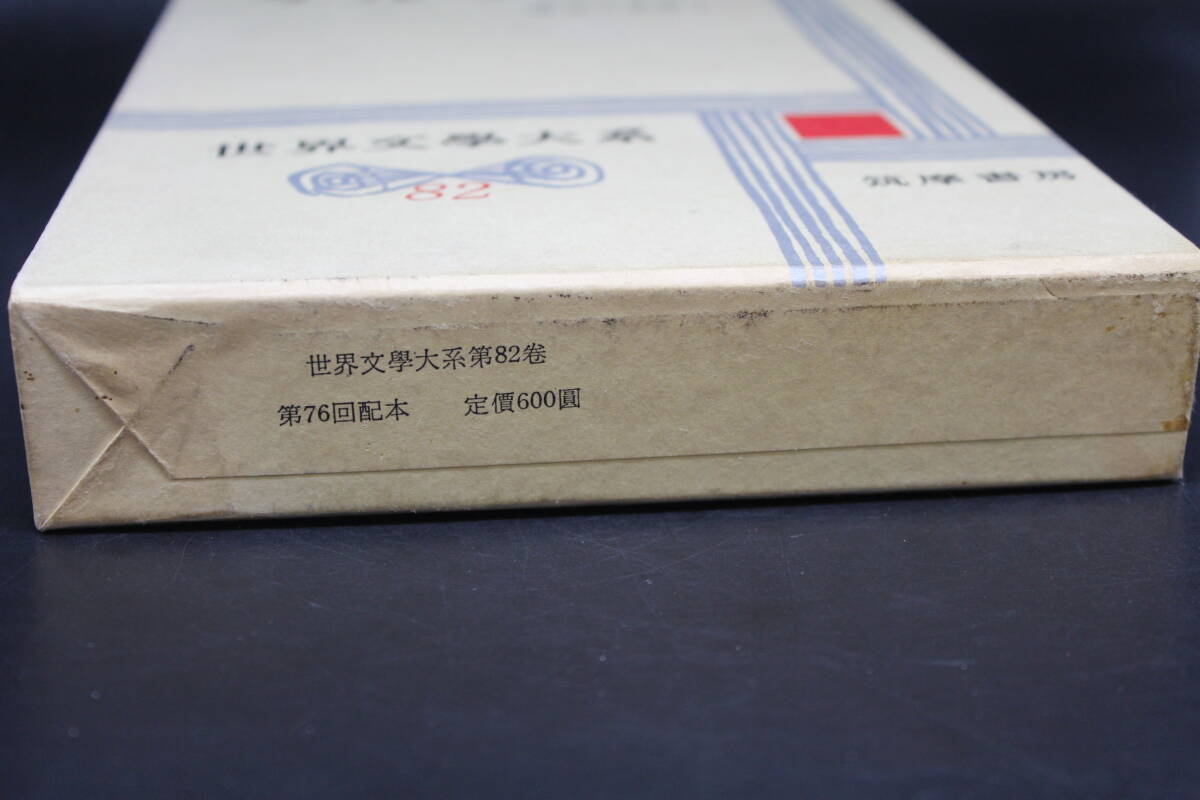 世界文學大系
82
筑摩書房
世界文學大系第82卷
第76回配本 定價600圓